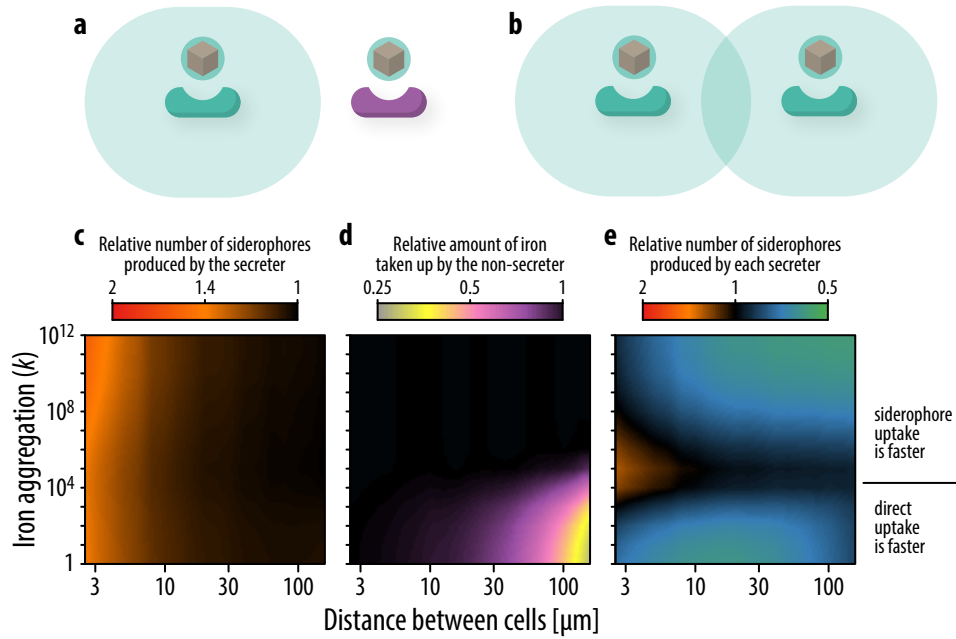 a
b
c
Relative number of siderophores
produced by the secreter
2
1.4
1
d
Relative amount of iron
taken up by the non-secreter
0.25
0.5
1
e
Relative number of siderophores
produced by each secreter
2
1
0.5
Iron aggregation (k)
10¹²
10⁸
10⁴
1
3
10
30
100
3
10
30
100
3
10
30
100
Distance between cells [µm]
siderophore
uptake
is faster
direct
uptake
is faster